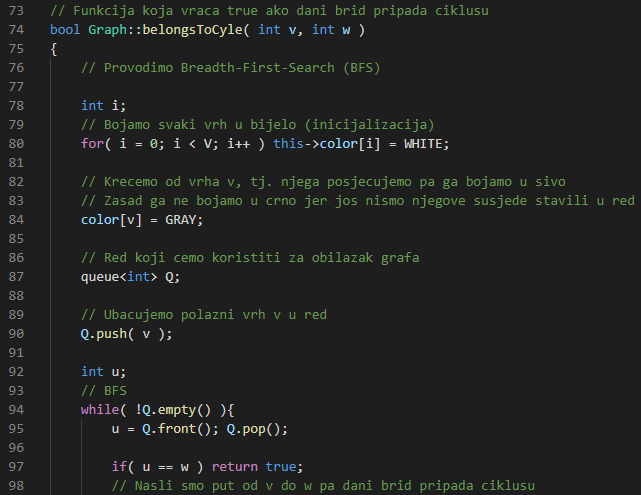 73 // Funkcija koja vraca true ako dani brid pripada ciklusu
74 bool Graph::belongsToCyle( int v, int w )
75 {
76     // Provodimo Breadth-First-Search (BFS)
77
78     int i;
79     // Bojamo svaki vrh u bijelo (inicijalizacija)
80     for( i = 0; i < V; i++ ) this->color[i] = WHITE;
81
82     // Krecemo od vrha v, tj. njega posjecujemo pa ga bojamo u sivo
83     // Zasad ga ne bojamo u crno jer jos nismo njegove susjede stavili u red
84     color[v] = GRAY;
85
86     // Red koji cemo koristiti za obilazak grafa
87     queue<int> Q;
88
89     // Ubacujemo polazni vrh v u red
90     Q.push( v );
91
92     int u;
93     // BFS
94     while( !Q.empty() ){
95         u = Q.front(); Q.pop();
96
97         if( u == w ) return true;
98         // Nasli smo put od v do w pa dani brid pripada ciklusu